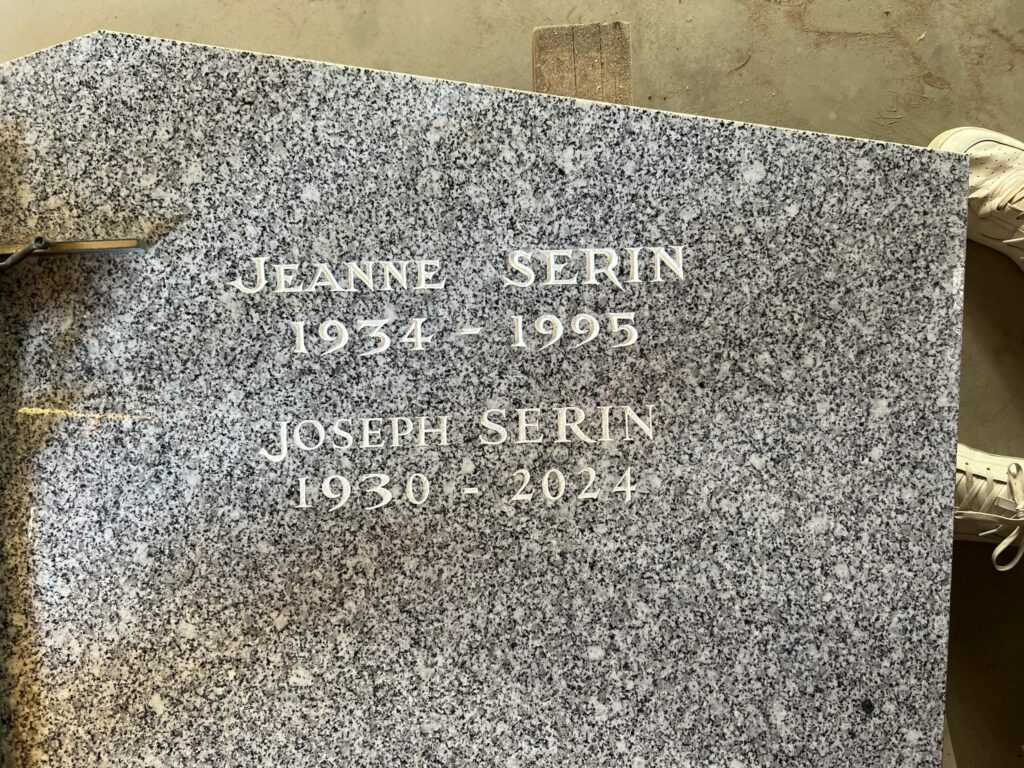 JEANNE SERIN
1934 - 1995
JOSEPH SERIN
1930 - 2024